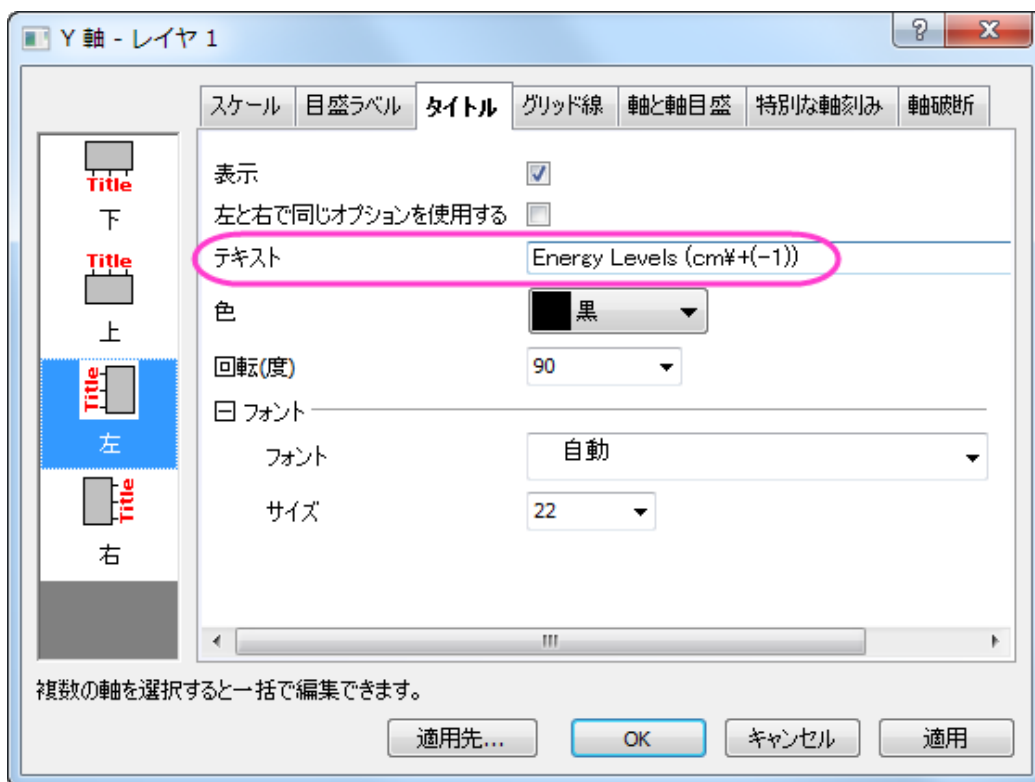 Y 軸 - レイヤ 1
スケール 目盛ラベル タイトル グリッド線 軸と軸目盛 特別な軸刻み 軸破断
Title
下
Title
上
Title
左
Title
右
表示
左と右で同じオプションを使用する
テキスト Energy Levels (cm¥+(-1))
色 黒
回転(度) 90
フォント
フォント 自動
サイズ 22
複数の軸を選択すると一括で編集できます。
適用先... OK キャンセル 適用